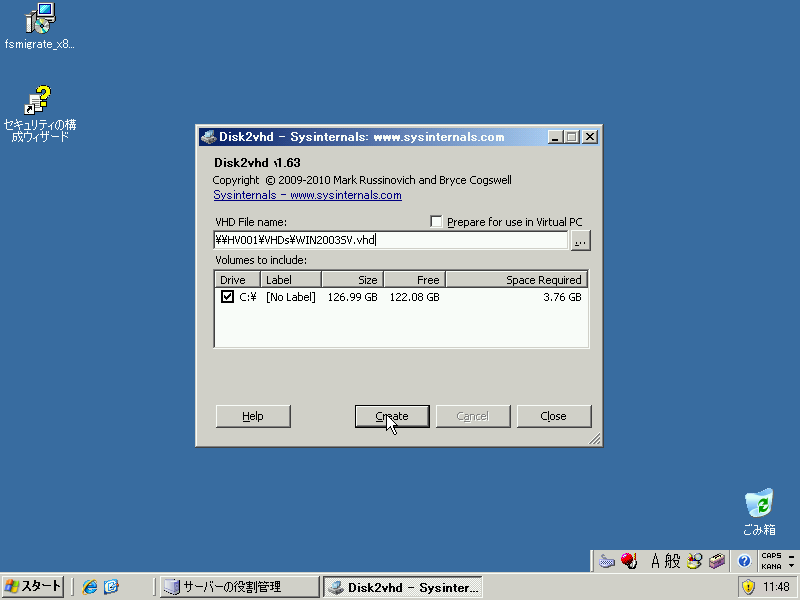 fsmigrate_x8...
セキュリティの構
成ウィザード
Disk2vhd - Sysinternals: www.sysinternals.com
Disk2vhd v1.63
Copyright © 2009-2010 Mark Russinovich and Bryce Cogswell
Sysinternals - www.sysinternals.com
VHD File name:
Prepare for use in Virtual PC
¥¥HV001¥VHDs¥WIN2003SV.vhd
...
Volumes to include:
Drive Label Size Free Space Required
C:¥ [No Label] 126.99 GB 122.08 GB 3.76 GB
Help Create Cancel Close
ごみ箱
A 般 CAPS
KANA
スタート サーバーの役割管理 Disk2vhd - Sysinter... 11:48